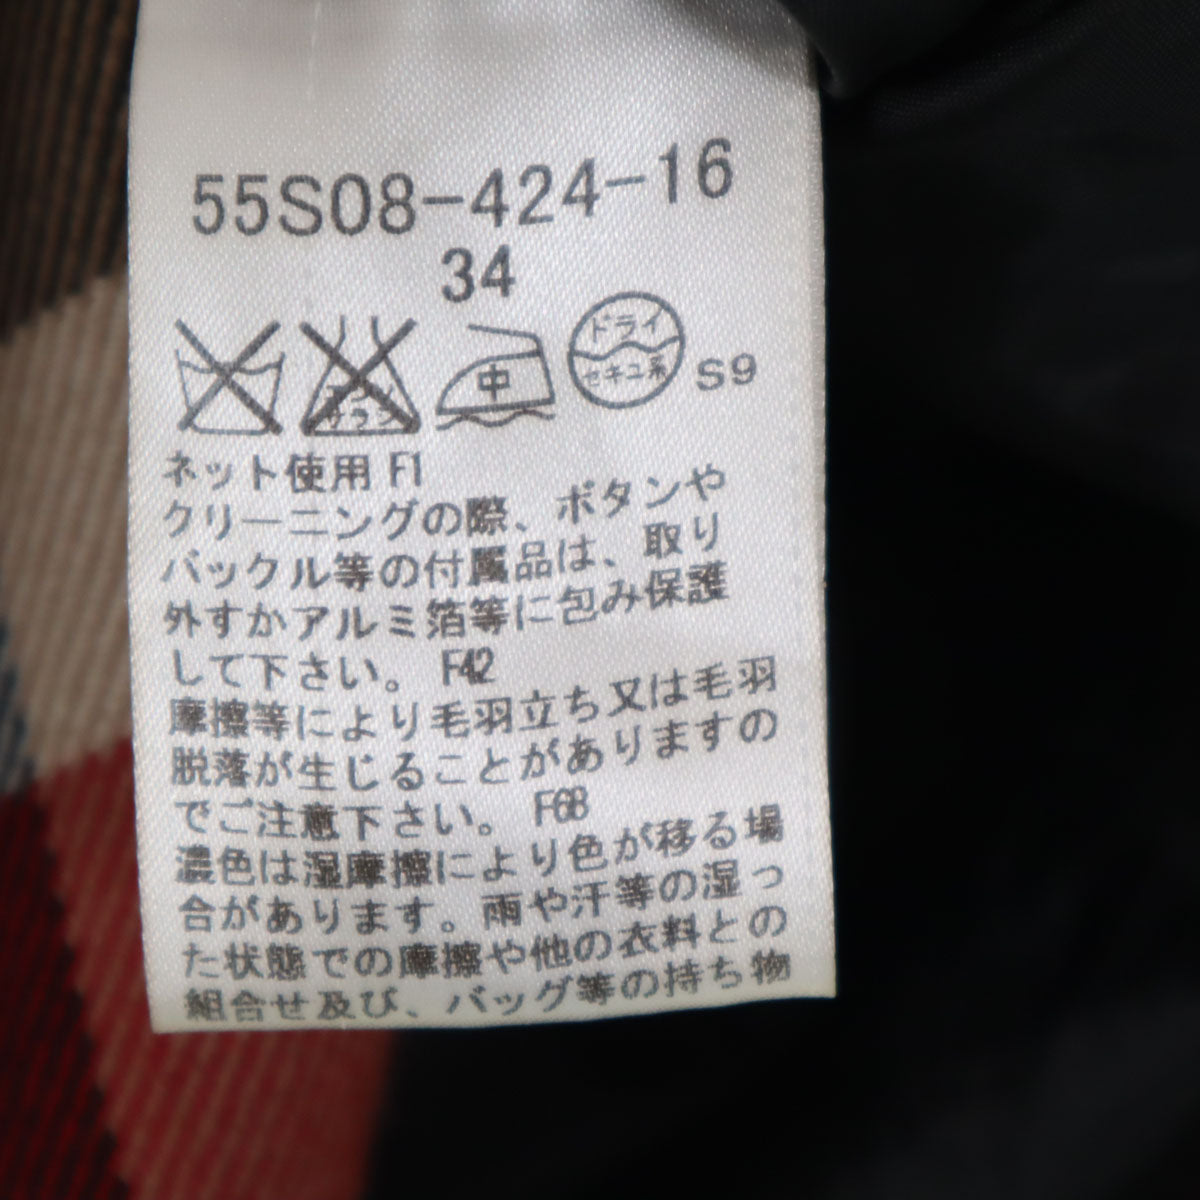 55S08-424-16
34
エンソ
サラシ
中
ドライ
セキユ系
S9
ネット使用 F1
クリーニングの際、ボタンや
バックル等の付属品は、取り
外すかアルミ箔等に包み保護
して下さい。 F42
摩擦等により毛羽立ち又は毛羽
脱落が生じることがありますの
でご注意下さい。 F68
濃色は湿摩擦により色が移る場
合があります。雨や汗等の湿っ
た状態での摩擦や他の衣料との
組合せ及び、バッグ等の持ち物